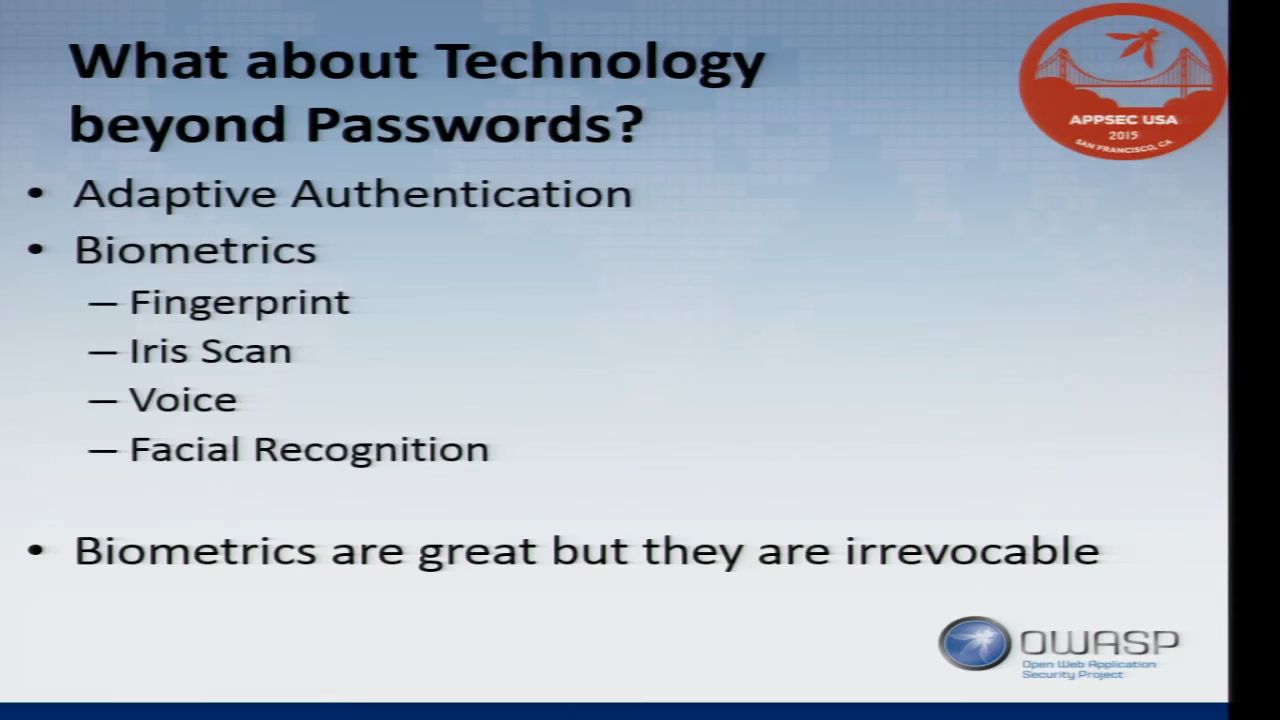 What about Technology
beyond Passwords?
APPSEC USA
2015
SAN FRANCISCO, CA
• Adaptive Authentication
• Biometrics
– Fingerprint
– Iris Scan
– Voice
– Facial Recognition
• Biometrics are great but they are irrevocable
OWASP
Open Web Application
Security Project